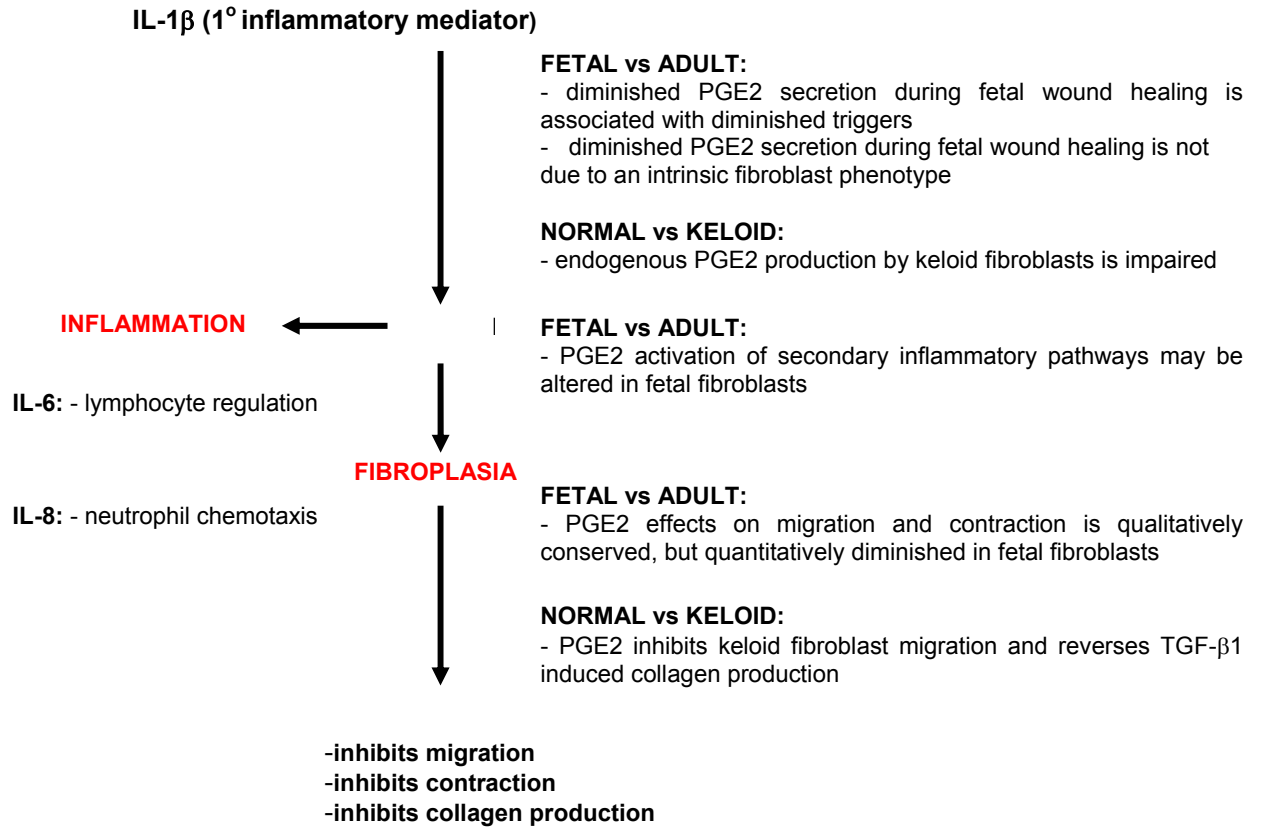 IL-1β (1° inflammatory mediator)
FETAL vs ADULT:
- diminished PGE2 secretion during fetal wound healing is
associated with diminished triggers
- diminished PGE2 secretion during fetal wound healing is not
due to an intrinsic fibroblast phenotype
NORMAL vs KELOID:
- endogenous PGE2 production by keloid fibroblasts is impaired
INFLAMMATION
FETAL vs ADULT:
- PGE2 activation of secondary inflammatory pathways may be
altered in fetal fibroblasts
IL-6: - lymphocyte regulation
FIBROPLASIA
IL-8: - neutrophil chemotaxis
FETAL vs ADULT:
- PGE2 effects on migration and contraction is qualitatively
conserved, but quantitatively diminished in fetal fibroblasts
NORMAL vs KELOID:
- PGE2 inhibits keloid fibroblast migration and reverses TGF-β1
induced collagen production
-inhibits migration
-inhibits contraction
-inhibits collagen production